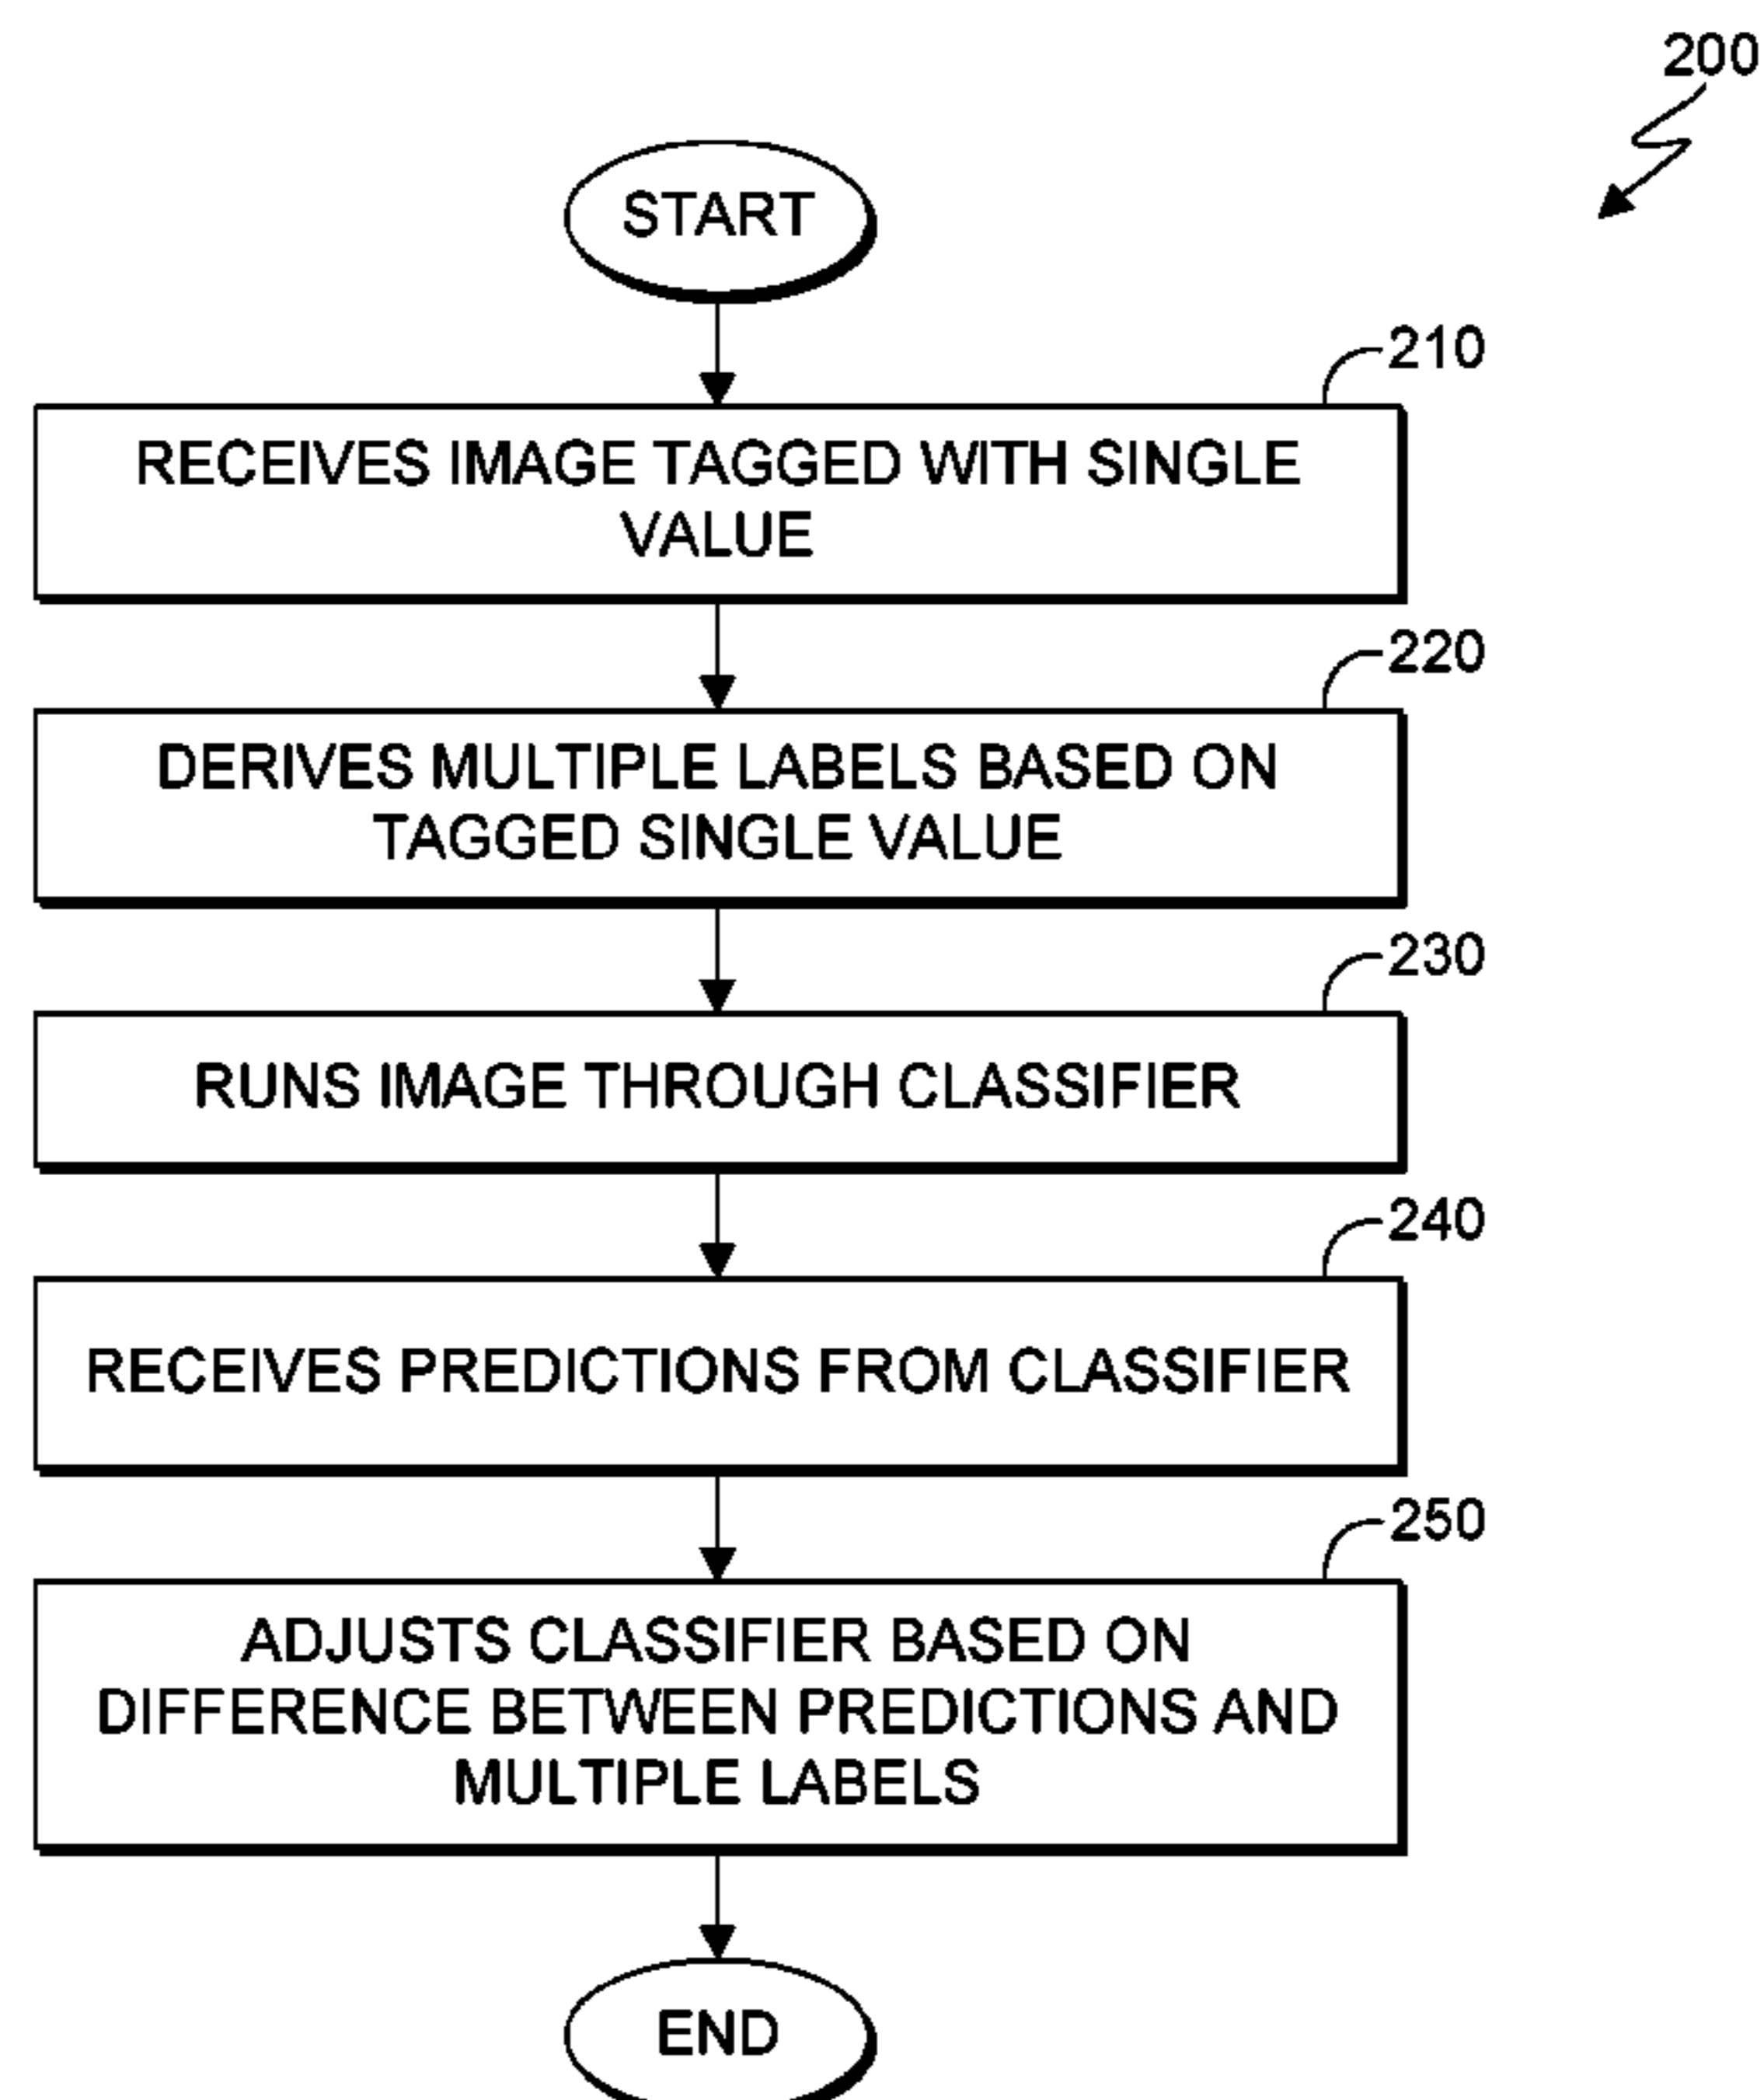 200
START
210
RECEIVES IMAGE TAGGED WITH SINGLE
VALUE
220
DERIVES MULTIPLE LABELS BASED ON
TAGGED SINGLE VALUE
230
RUNS IMAGE THROUGH CLASSIFIER
240
RECEIVES PREDICTIONS FROM CLASSIFIER
250
ADJUSTS CLASSIFIER BASED ON
DIFFERENCE BETWEEN PREDICTIONS AND
MULTIPLE LABELS
END